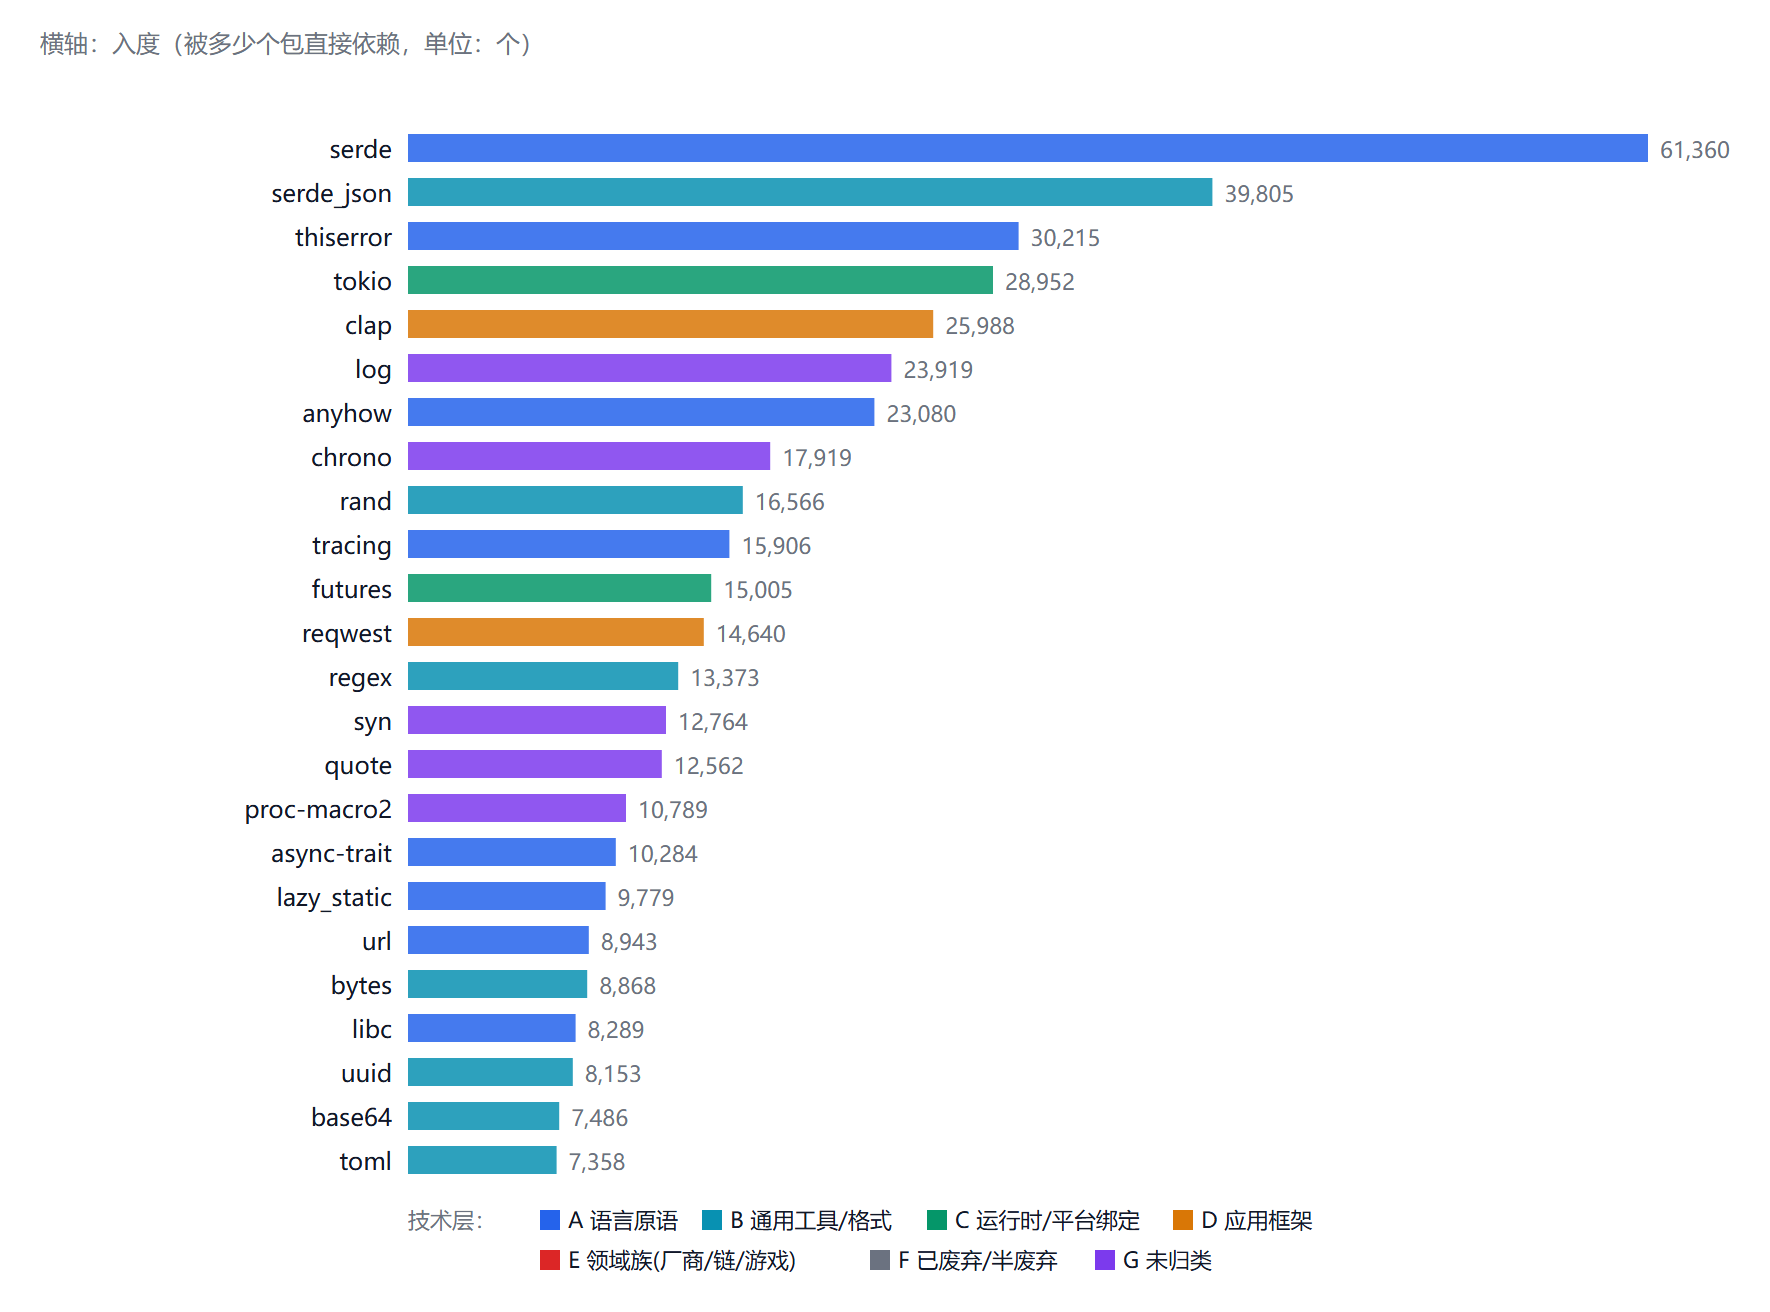 横轴：入度（被多少个包直接依赖，单位：个）
serde 61,360
serde_json 39,805
thiserror 30,215
tokio 28,952
clap 25,988
log 23,919
anyhow 23,080
chrono 17,919
rand 16,566
tracing 15,906
futures 15,005
reqwest 14,640
regex 13,373
syn 12,764
quote 12,562
proc-macro2 10,789
async-trait 10,284
lazy_static 9,779
url 8,943
bytes 8,868
libc 8,289
uuid 8,153
base64 7,486
toml 7,358
技术层： A 语言原语 B 通用工具/格式 C 运行时/平台绑定 D 应用框架
E 领域族(厂商/链/游戏) F 已废弃/半废弃 G 未归类